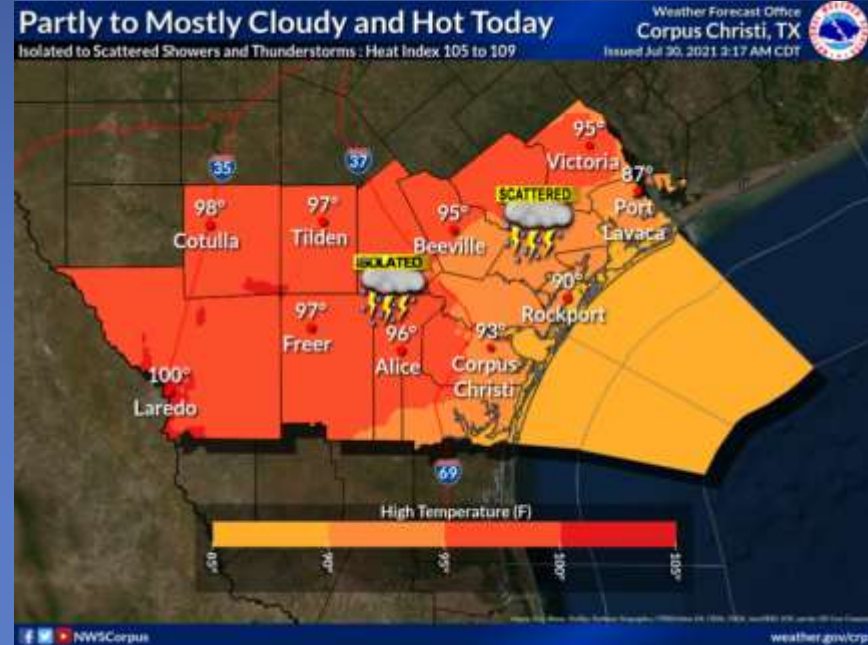 Partly to Mostly Cloudy and Hot Today
Isolated to Scattered Showers and Thunderstorms : Heat Index 105 to 109
Weather Forecast Office
Corpus Christi, TX
Issued Jul 30, 2021 3:17 AM CDT
35
37
95°
Victoria
87°
Port
Lavaca
98°
Cotulla
97°
Tilden
95°
Beeville
SCATTERED
ISOLATED
90°
Rockport
97°
Freer
96°
Alice
93°
Corpus
Christi
100°
Laredo
69
High Temperature (F)
85° 90° 95° 100° 105°
NWSCorpus
weather.gov/crp